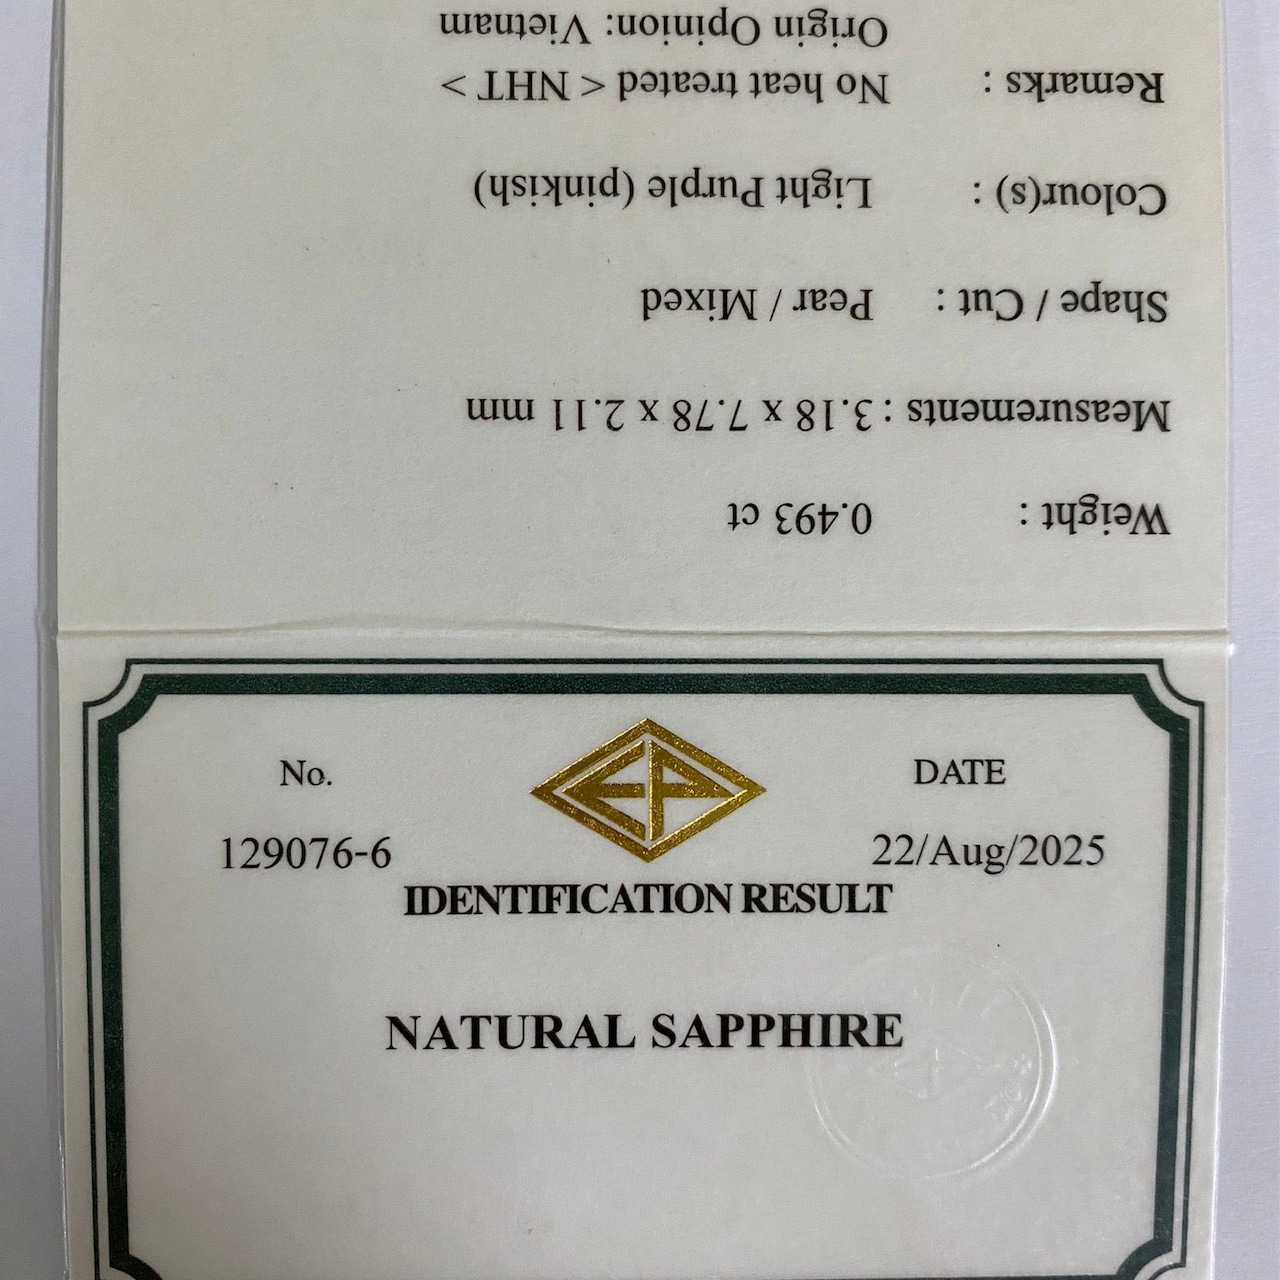 Weight : 0.493 ct
Measurements : 3.18 x 7.78 x 2.11 mm
Shape / Cut : Pear / Mixed
Colour(s) : Light Purple (pinkish)
Remarks : No heat treated < NHT >
Origin Opinion: Vietnam
No. DATE
129076-6 22/Aug/2025
IDENTIFICATION RESULT
NATURAL SAPPHIRE